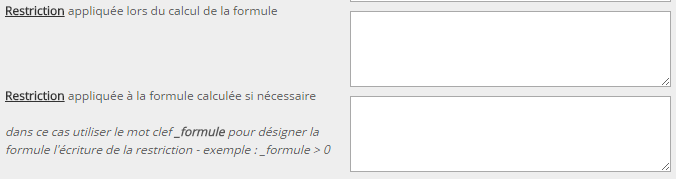 Restriction appliquée lors du calcul de la formule
Restriction appliquée à la formule calculée si nécessaire
dans ce cas utiliser le mot clef _formule pour désigner la
formule l'écriture de la restriction - exemple : _formule > 0